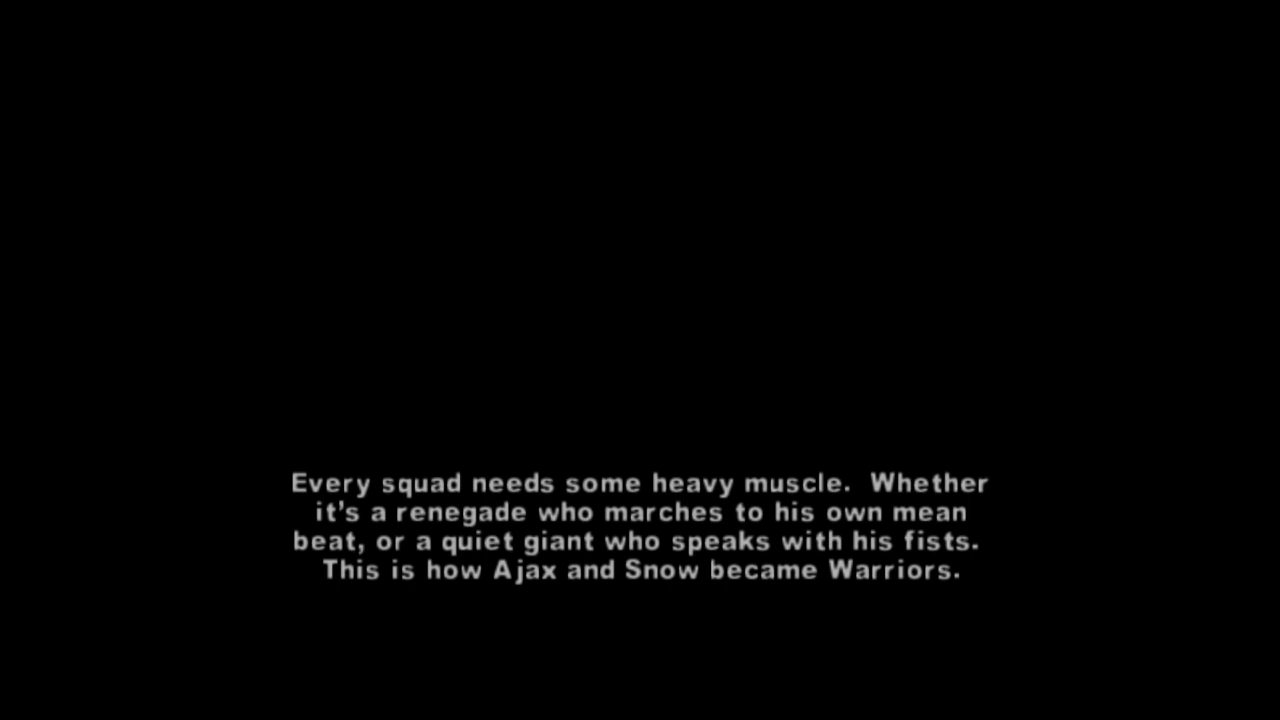 Every squad needs some heavy muscle.  Whether
it's a renegade who marches to his own mean
beat, or a quiet giant who speaks with his fists.
This is how Ajax and Snow became Warriors.